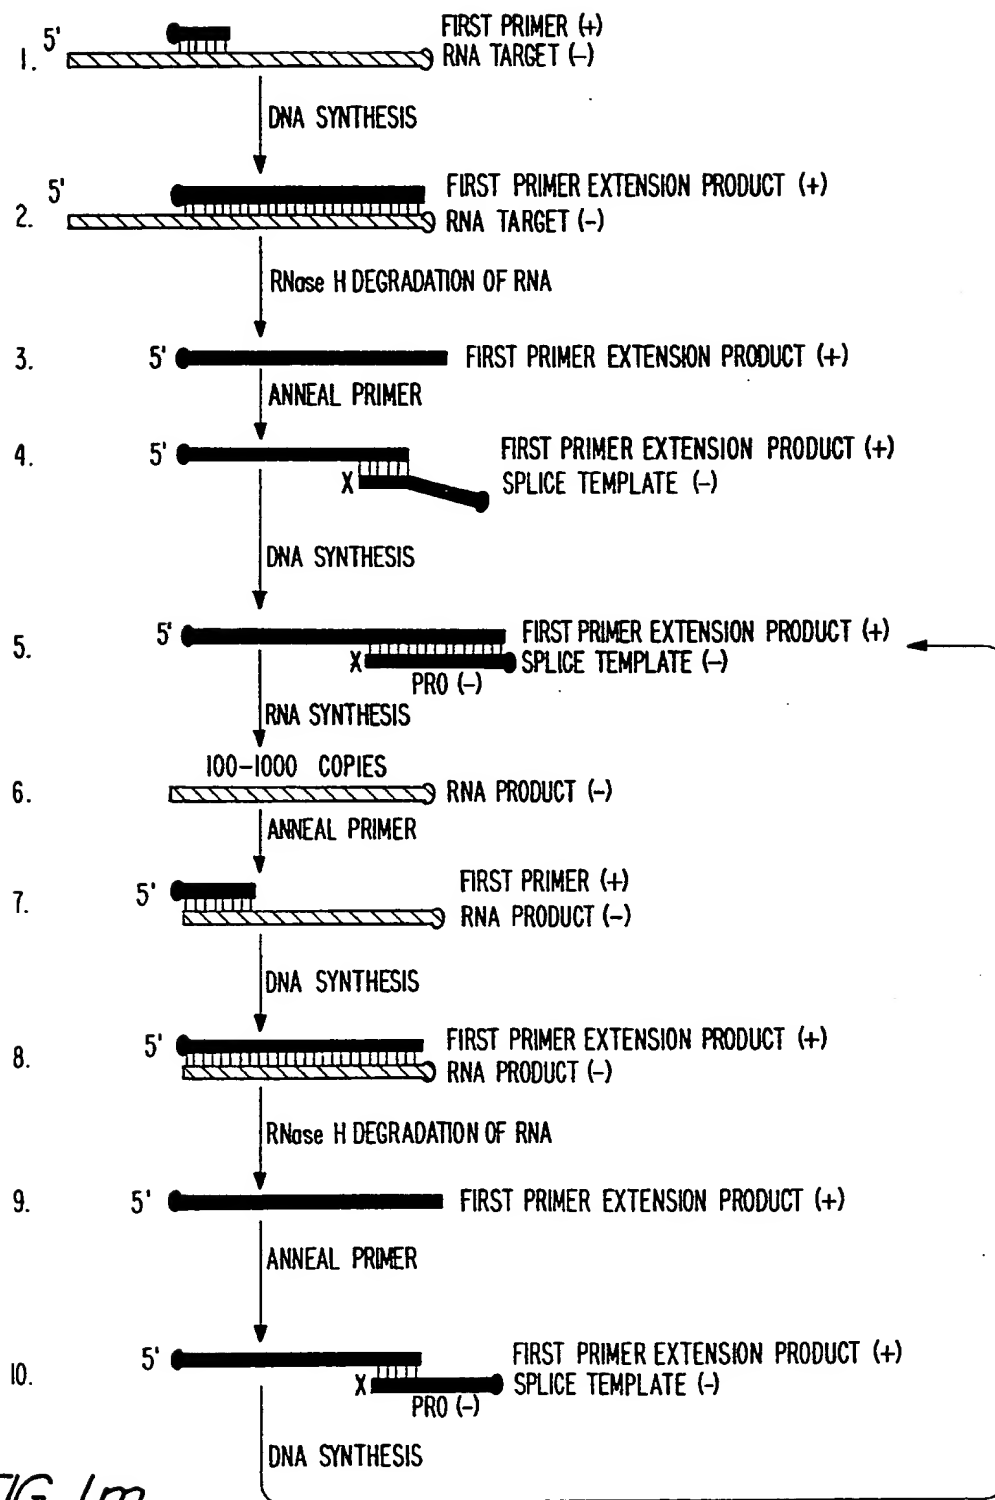 5' FIRST PRIMER (+)
1. RNA TARGET (-)
DNA SYNTHESIS
5' FIRST PRIMER EXTENSION PRODUCT (+)
2. RNA TARGET (-)
RNase H DEGRADATION OF RNA
3. 5' FIRST PRIMER EXTENSION PRODUCT (+)
ANNEAL PRIMER
4. 5' FIRST PRIMER EXTENSION PRODUCT (+)
X SPLICE TEMPLATE (-)
DNA SYNTHESIS
5. 5' FIRST PRIMER EXTENSION PRODUCT (+)
X SPLICE TEMPLATE (-)
PRO (-)
RNA SYNTHESIS
100-1000 COPIES
6. RNA PRODUCT (-)
ANNEAL PRIMER
7. 5' FIRST PRIMER (+)
RNA PRODUCT (-)
DNA SYNTHESIS
8. 5' FIRST PRIMER EXTENSION PRODUCT (+)
RNA PRODUCT (-)
RNase H DEGRADATION OF RNA
9. 5' FIRST PRIMER EXTENSION PRODUCT (+)
ANNEAL PRIMER
10. 5' FIRST PRIMER EXTENSION PRODUCT (+)
X SPLICE TEMPLATE (-)
PRO (-)
DNA SYNTHESIS
FIG. 1m